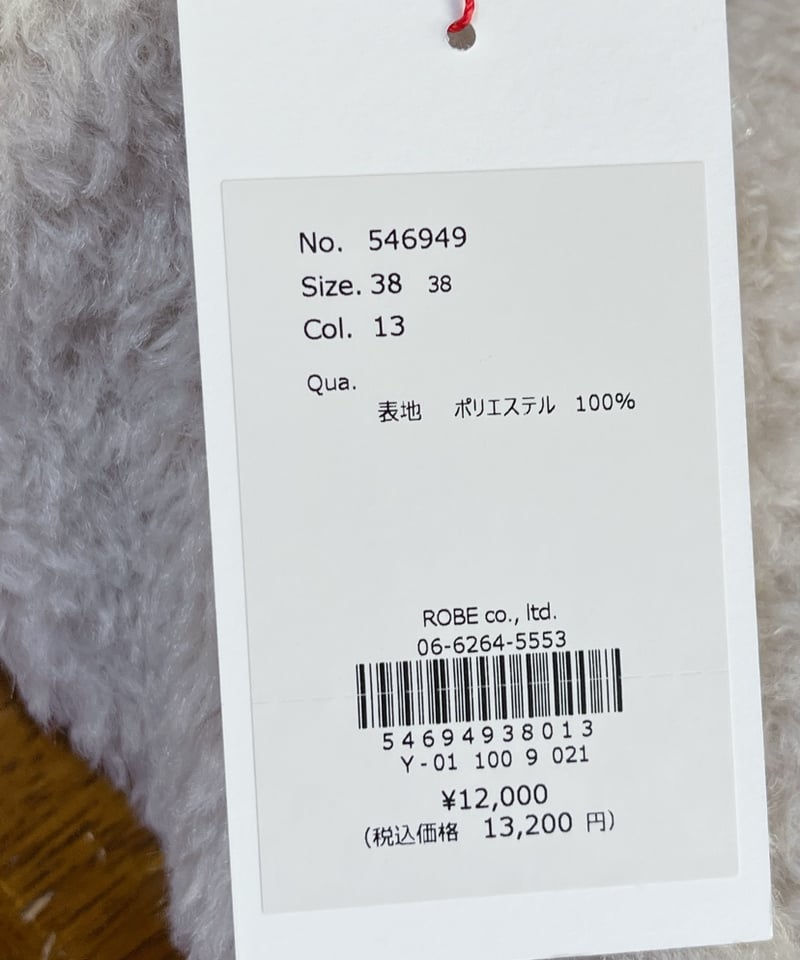 No. 546949
Size. 38 38
Col. 13
Qua.
表地 ポリエステル 100%
ROBE co., ltd.
06-6264-5553
54694938013
Y-01 100 9 021
¥12,000
(税込価格 13,200 円)